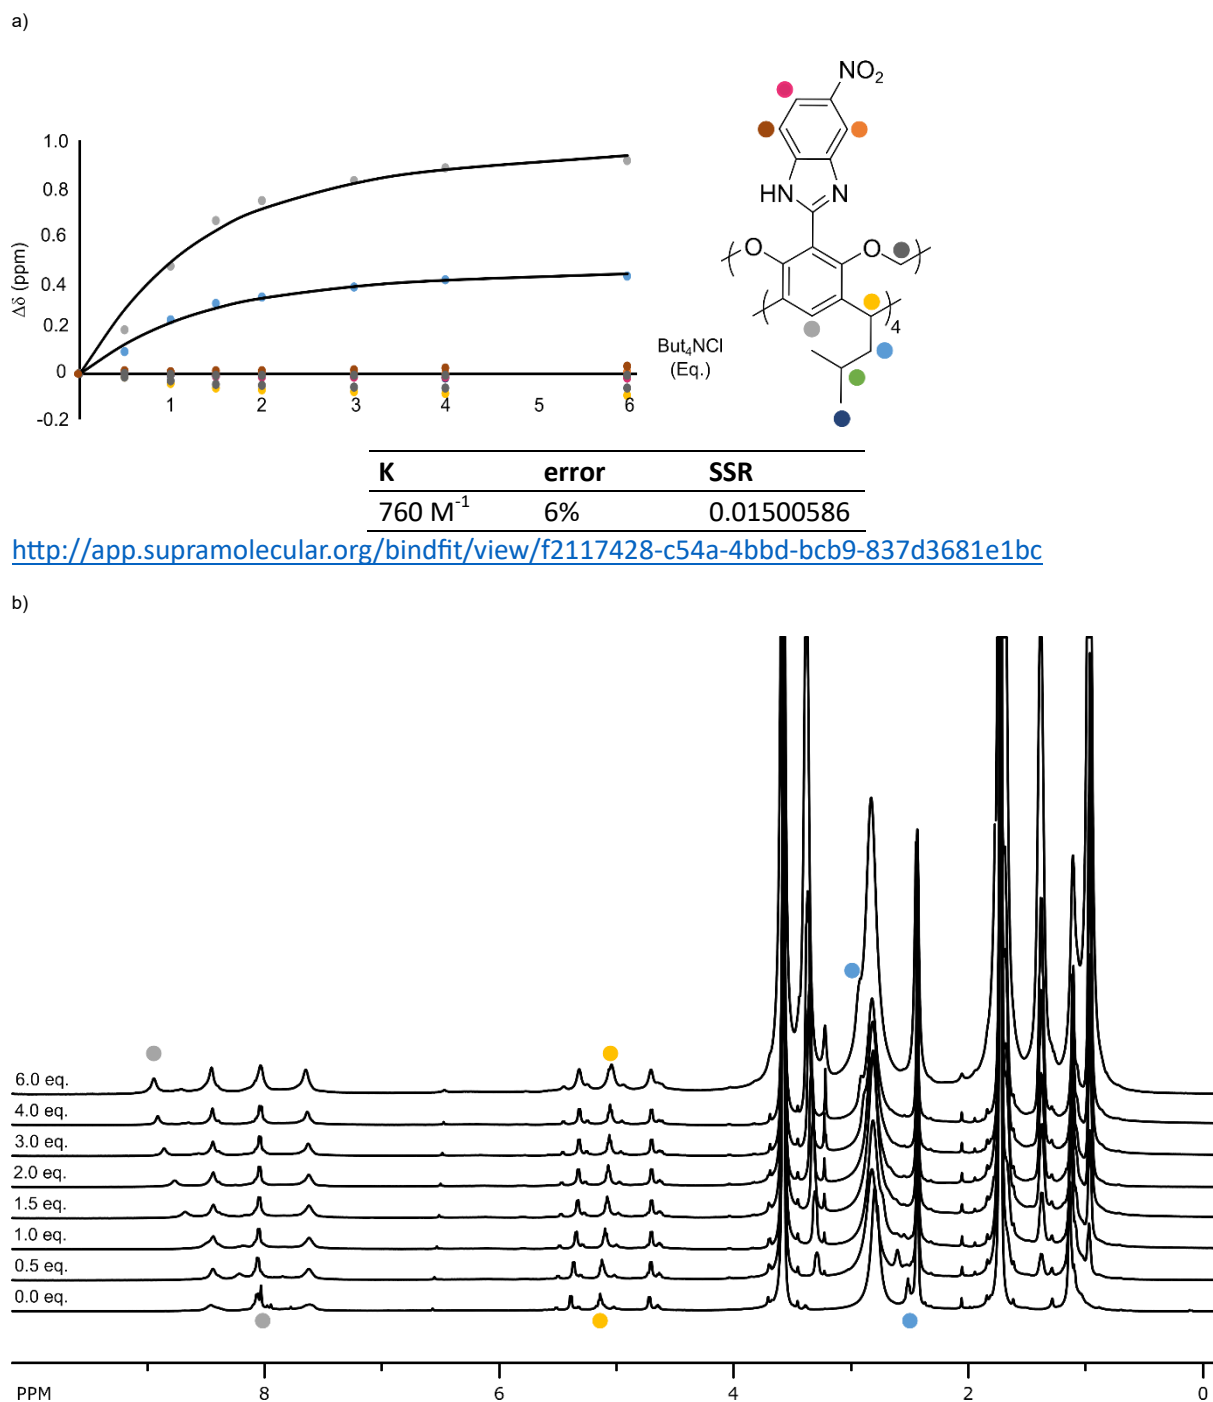 a)
NO2
1.0
0.8
0.6
0.4
0.2
0
-0.2
Δδ (ppm)
1 2 3 4 5 6
But4NCl
(Eq.)
HN N
O O
4
K error SSR
760 M-1 6% 0.01500586
http://app.supramolecular.org/bindfit/view/f2117428-c54a-4bbd-bcb9-837d3681e1bc
b)
6.0 eq.
4.0 eq.
3.0 eq.
2.0 eq.
1.5 eq.
1.0 eq.
0.5 eq.
0.0 eq.
PPM 8 6 4 2 0